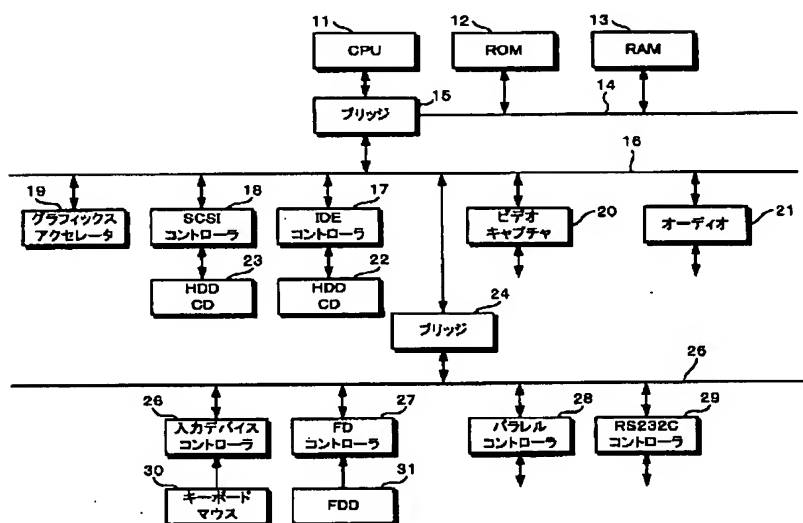 11
CPU
12
ROM
13
RAM
15
ブリッジ
14
16
19
グラフィックス
アクセレータ
18
SCSI
コントローラ
17
IDE
コントローラ
ビデオ
キャプチャ
20
オーディオ
21
23
HDD
CD
22
HDD
CD
24
ブリッジ
26
26
入力デバイス
コントローラ
27
FD
コントローラ
28
パラレル
コントローラ
29
RS232C
コントローラ
30
キーボード
マウス
31
FDD